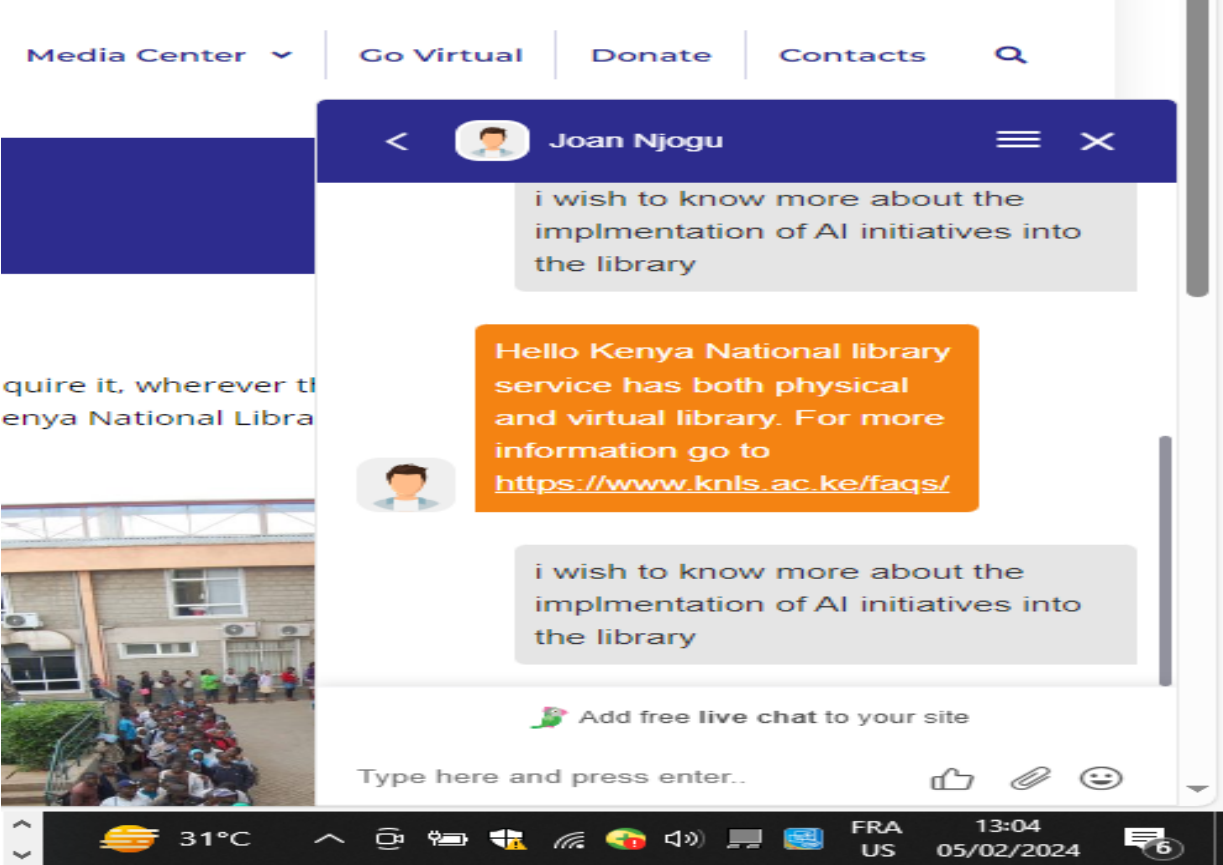 Media Center
Go Virtual
Donate
Contacts
Joan Njogu
i wish to know more about the
implmentation of AI initiatives into
the library
Hello Kenya National library
service has both physical
and virtual library. For more
information go to
https://www.knls.ac.ke/faqs/
quire it, wherever th
enya National Libra
i wish to know more about the
implmentation of AI initiatives into
the library
Add free live chat to your site
Type here and press enter..
31°C
FRA
US
13:04
05/02/2024
6